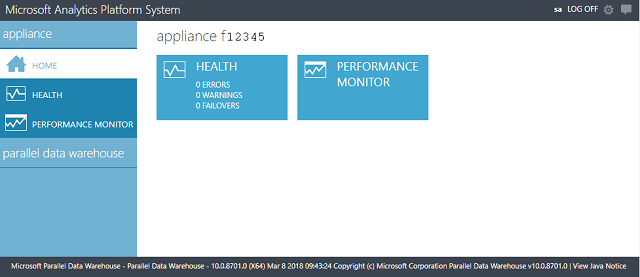 Microsoft Analytics Platform System
sa LOG OFF
appliance
HOME
HEALTH
PERFORMANCE MONITOR
parallel data warehouse
appliance f12345
HEALTH
0 ERRORS
0 WARNINGS
0 FAILOVERS
PERFORMANCE
MONITOR
Microsoft Parallel Data Warehouse - Parallel Data Warehouse - 10.0.8701.0 (X64) Mar 8 2018 09:43:24 Copyright (c) Microsoft Corporation Parallel Data Warehouse v10.0.8701.0 | View Java Notice